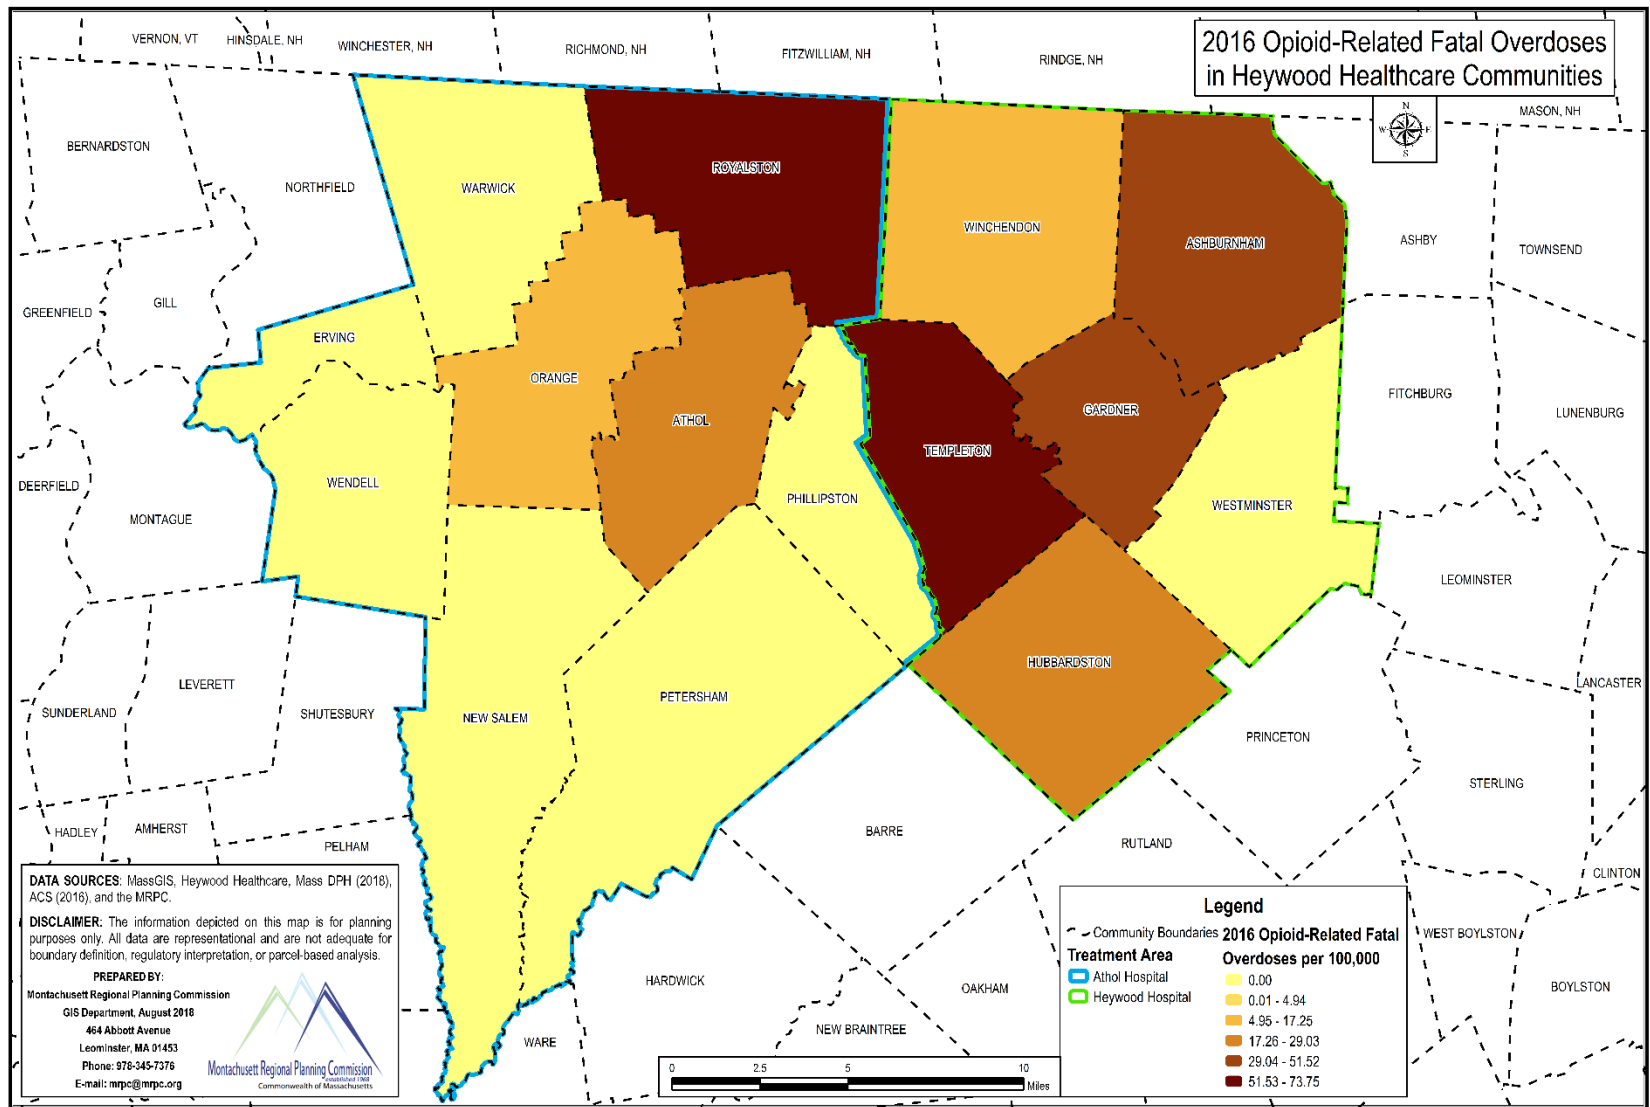 2016 Opioid-Related Fatal Overdoses
in Heywood Healthcare Communities
VERNON, VT
HINSDALE, NH
WINCHESTER, NH
RICHMOND, NH
FITZWILLIAM, NH
RINDGE, NH
MASON, NH
N
W
E
S
BERNARDSTON
NORTHFIELD
WARWICK
ROYALSTON
WINCHENDON
ASHBURNHAM
ASHBY
TOWNSEND
GREENFIELD
GILL
ERVING
ORANGE
ATHOL
GARDNER
FITCHBURG
LUNENBURG
TEMPLETON
DEERFIELD
WENDELL
PHILLIPSTON
WESTMINSTER
MONTAGUE
LEOMINSTER
HUBBARDSTON
LEVERETT
LANCASTER
SUNDERLAND
SHUTESBURY
NEW SALEM
PETERSHAM
PRINCETON
STERLING
HADLEY
AMHERST
PELHAM
BARRE
RUTLAND
CLINTON
WEST BOYLSTON
HARDWICK
OAKHAM
BOYLSTON
NEW BRAINTREE
WARE
DATA SOURCES: MassGIS, Heywood Healthcare, Mass DPH (2018),
ACS (2016), and the MRPC.
DISCLAIMER: The information depicted on this map is for planning
purposes only. All data are representational and are not adequate for
boundary definition, regulatory interpretation, or parcel-based analysis.
PREPARED BY:
Montachusett Regional Planning Commission
GIS Department, August 2018
464 Abbott Avenue
Leominster, MA 01453
Phone: 978-345-7376
E-mail: mrpc@mrpc.org
Montachusett Regional Planning Commission
established 1968
Commonwealth of Massachusetts
0 2.5 5 10
Miles
Legend
Community Boundaries
Treatment Area
Athol Hospital
Heywood Hospital
2016 Opioid-Related Fatal
Overdoses per 100,000
0.00
0.01 - 4.94
4.95 - 17.25
17.26 - 29.03
29.04 - 51.52
51.53 - 73.75